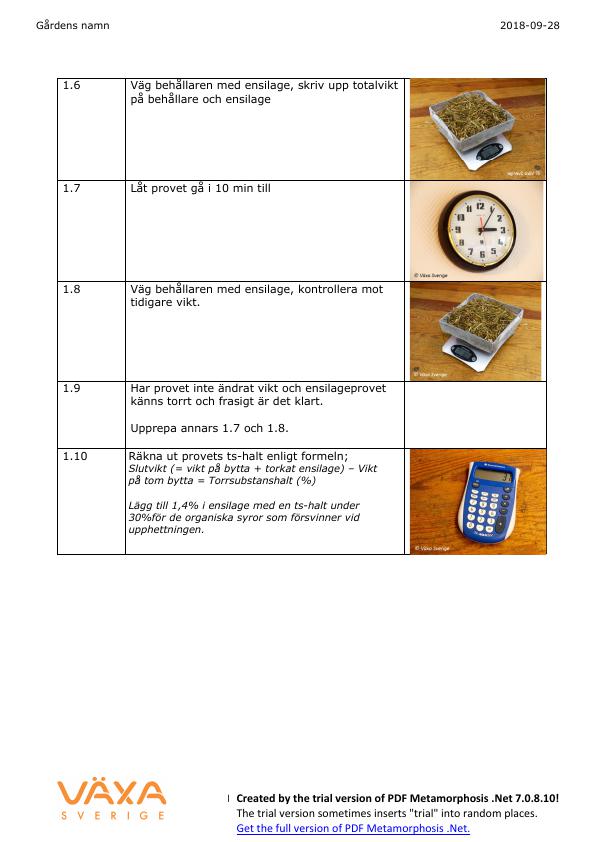 Gårdens namn
2018-09-28
1.6
Väg behållaren med ensilage, skriv upp totalvikt
på behållare och ensilage
1.7
Låt provet gå i 10 min till
© Växa Sverige
1.8
Väg behållaren med ensilage, kontrollera mot
tidigare vikt.
© Växa Sverige
1.9
Har provet inte ändrat vikt och ensilageprovet
känns torrt och frasigt är det klart.
Upprepa annars 1.7 och 1.8.
1.10
Räkna ut provets ts-halt enligt formeln;
Slutvikt (= vikt på bytta + torkat ensilage) – Vikt
på tom bytta = Torrsubstanshalt (%)
Lägg till 1,4% i ensilage med en ts-halt under
30%för de organiska syror som försvinner vid
upphettningen.
© Växa Sverige
VÄXA
SVERIGE
Created by the trial version of PDF Metamorphosis .Net 7.0.8.10!
The trial version sometimes inserts "trial" into random places.
Get the full version of PDF Metamorphosis .Net.